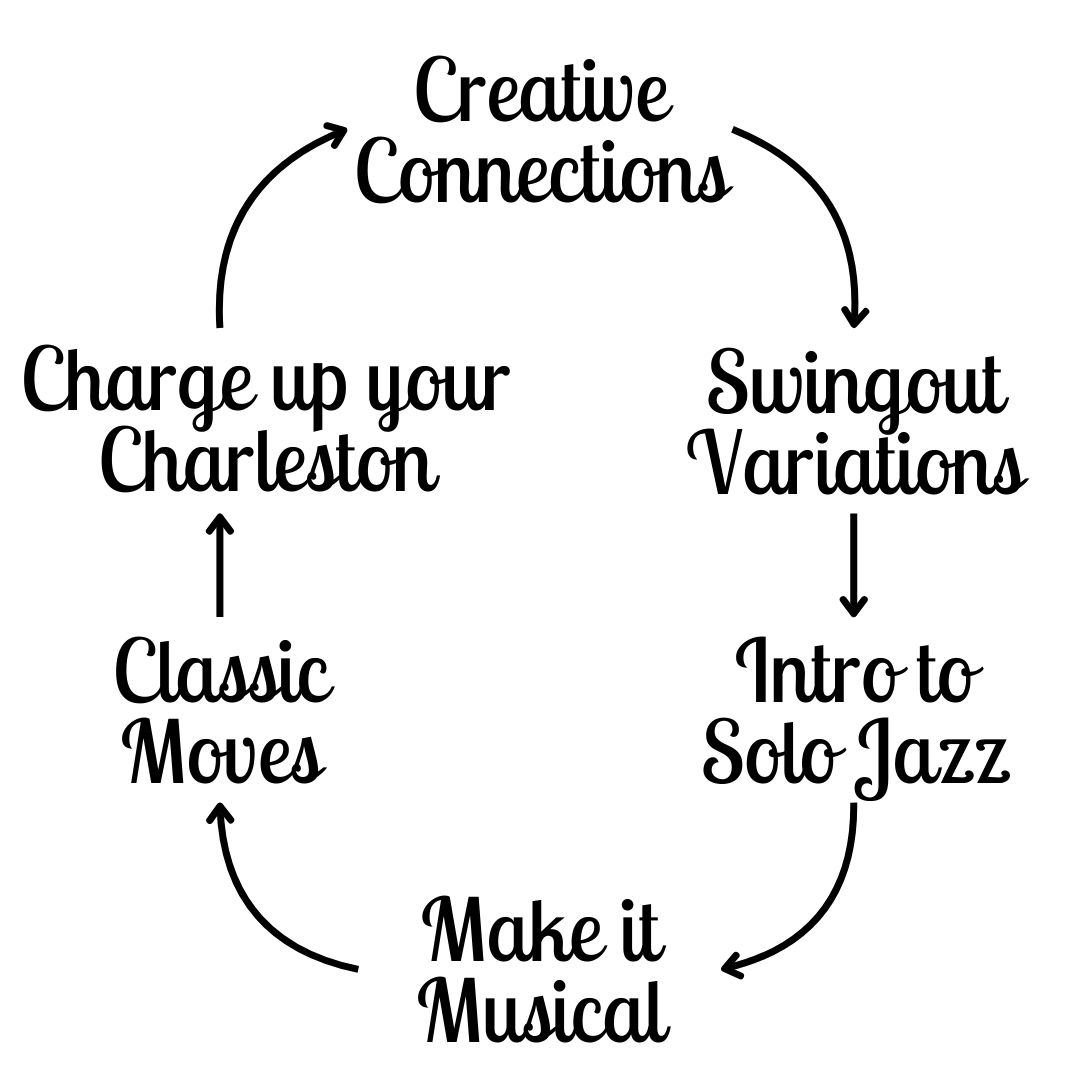 Creative
Connections
Charge up your
Charleston
Swingout
Variations
Classic
Moves
Intro to
Solo Jazz
Make it
Musical